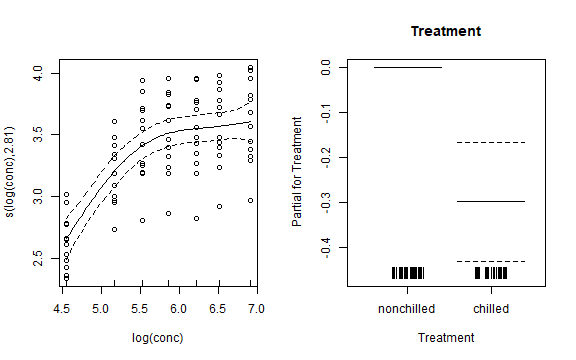 s(log(conc),2.81)
4.0
3.5
3.0
2.5
4.5 5.0 5.5 6.0 6.5 7.0
log(conc)
Treatment
Partial for Treatment
0.0
-0.1
-0.2
-0.3
-0.4
nonchilled chilled
Treatment